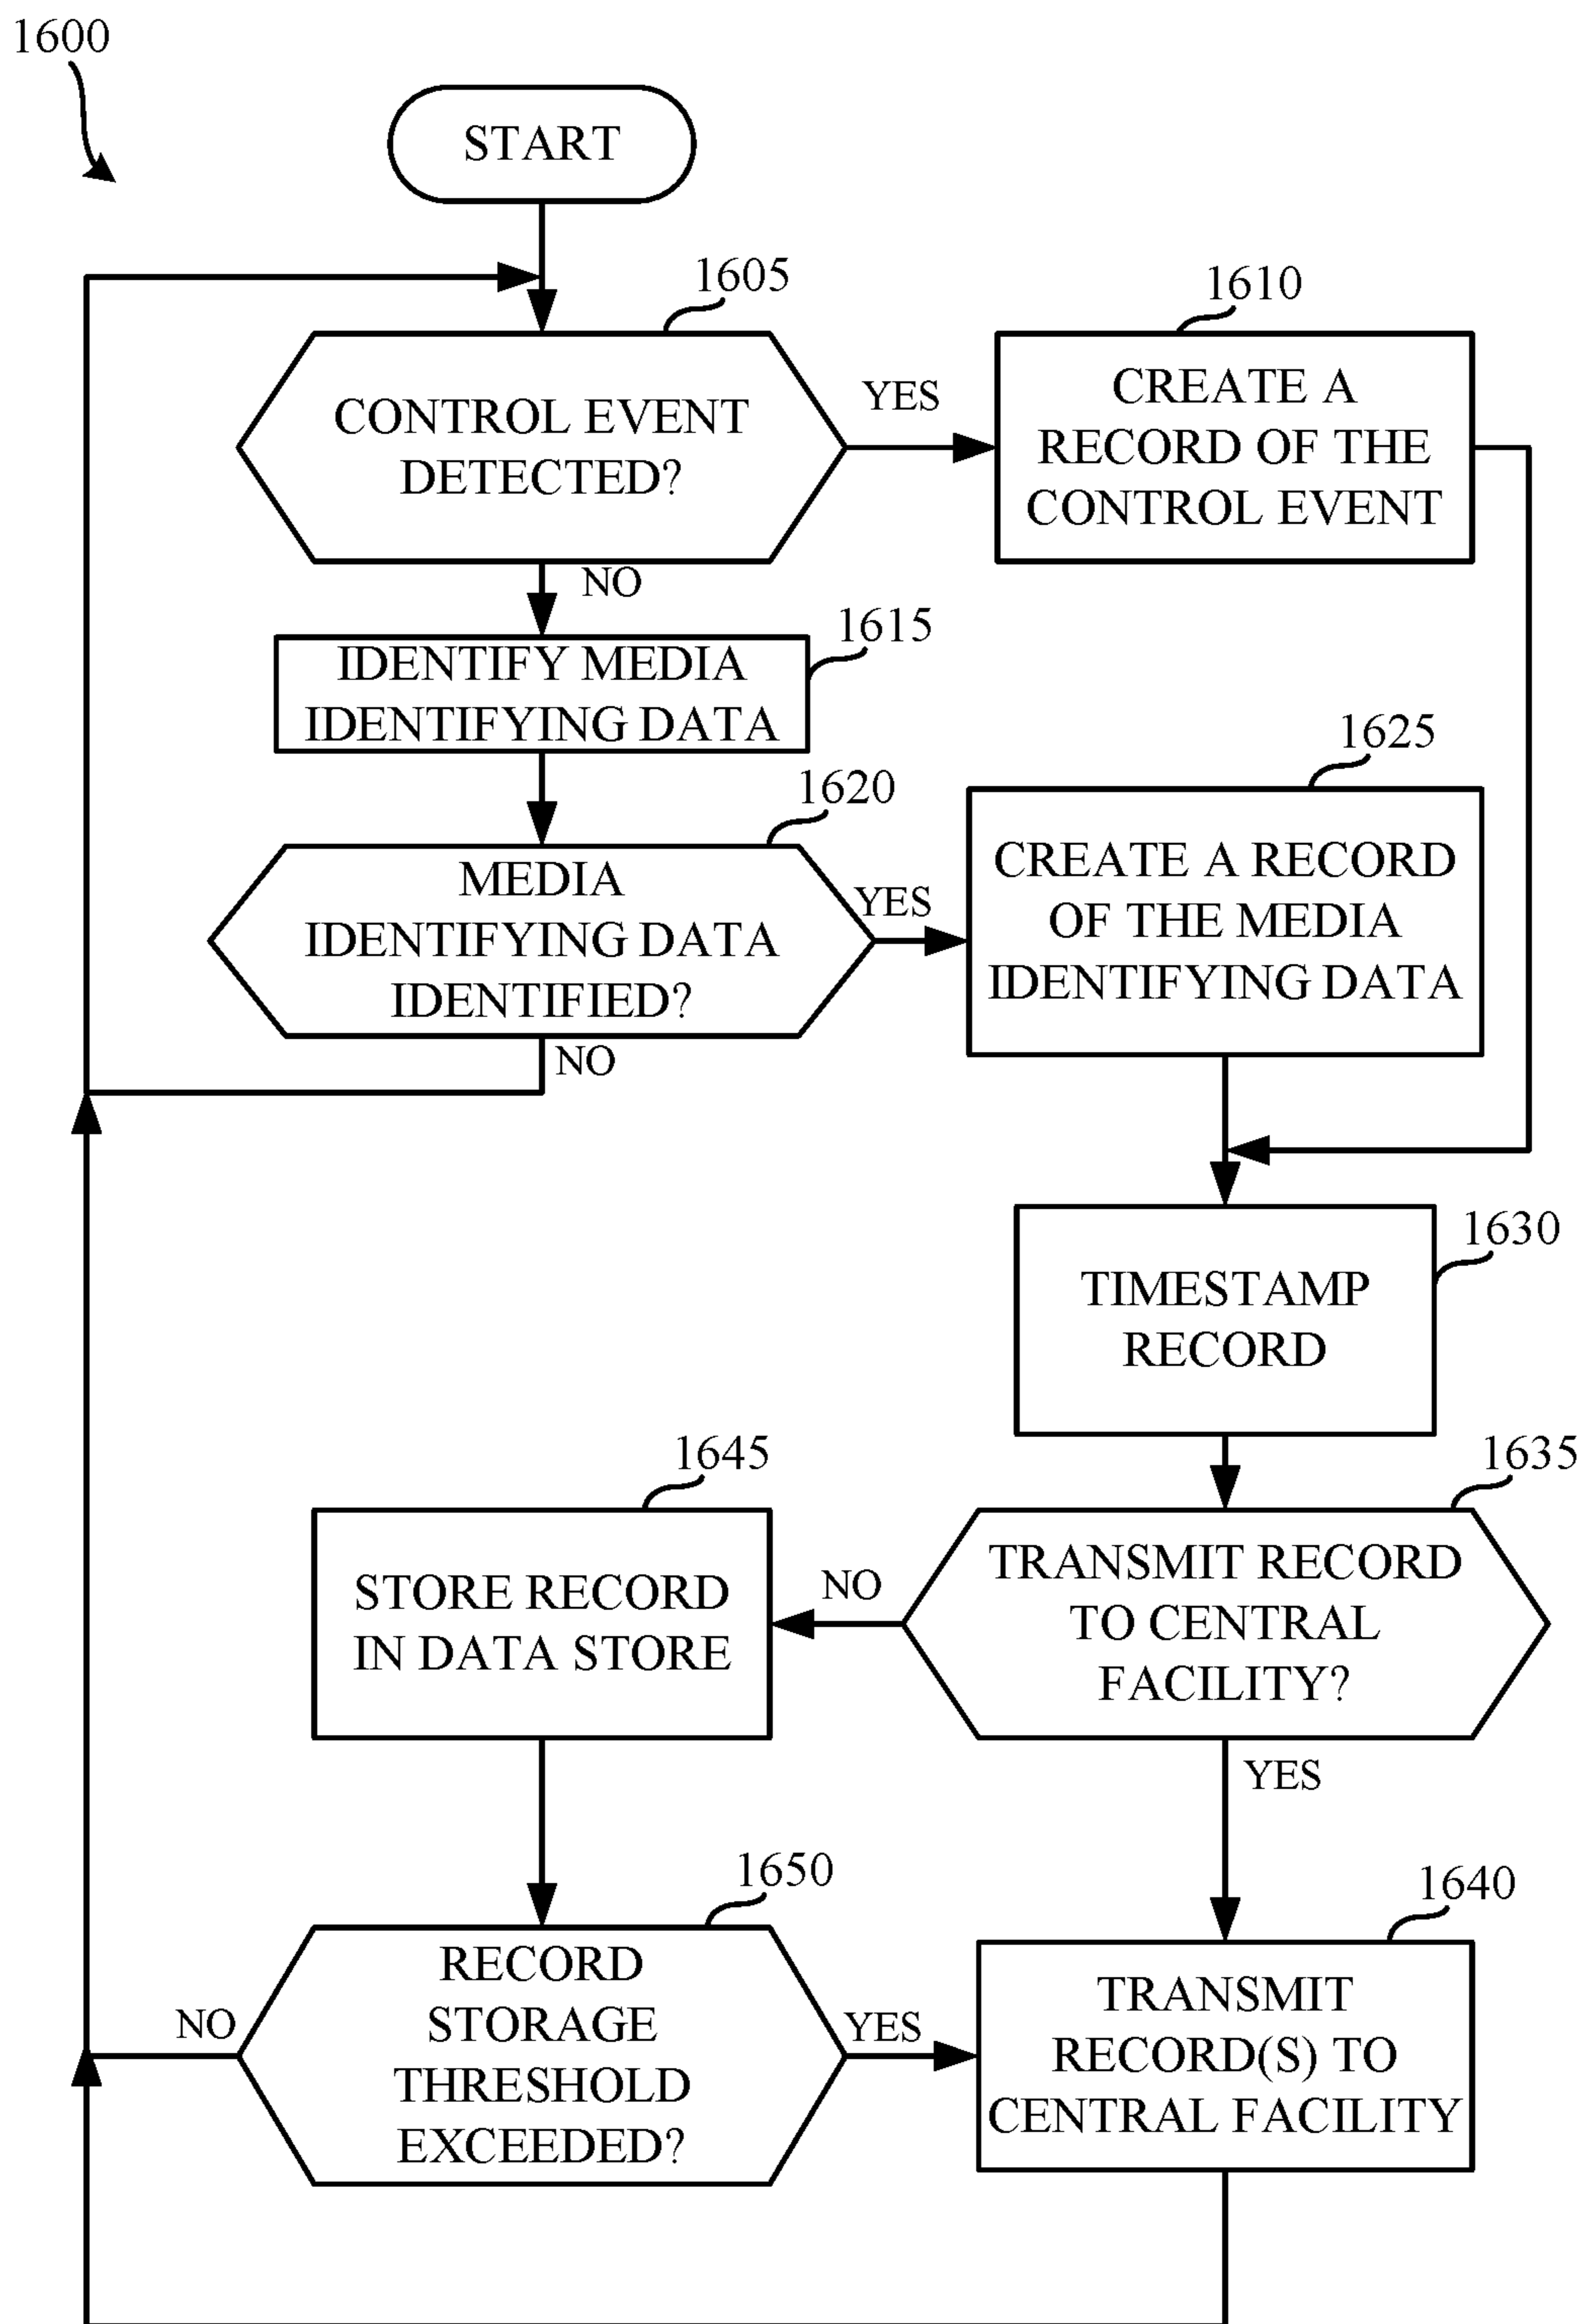 1600
START
1605
CONTROL EVENT
DETECTED?
YES
1610
CREATE A
RECORD OF THE
CONTROL EVENT
NO
1615
IDENTIFY MEDIA
IDENTIFYING DATA
1620
MEDIA
IDENTIFYING DATA
IDENTIFIED?
YES
1625
CREATE A RECORD
OF THE MEDIA
IDENTIFYING DATA
NO
1630
TIMESTAMP
RECORD
1635
TRANSMIT RECORD
TO CENTRAL
FACILITY?
NO
1645
STORE RECORD
IN DATA STORE
YES
1650
RECORD
STORAGE
THRESHOLD
EXCEEDED?
NO
YES
1640
TRANSMIT
RECORD(S) TO
CENTRAL FACILITY